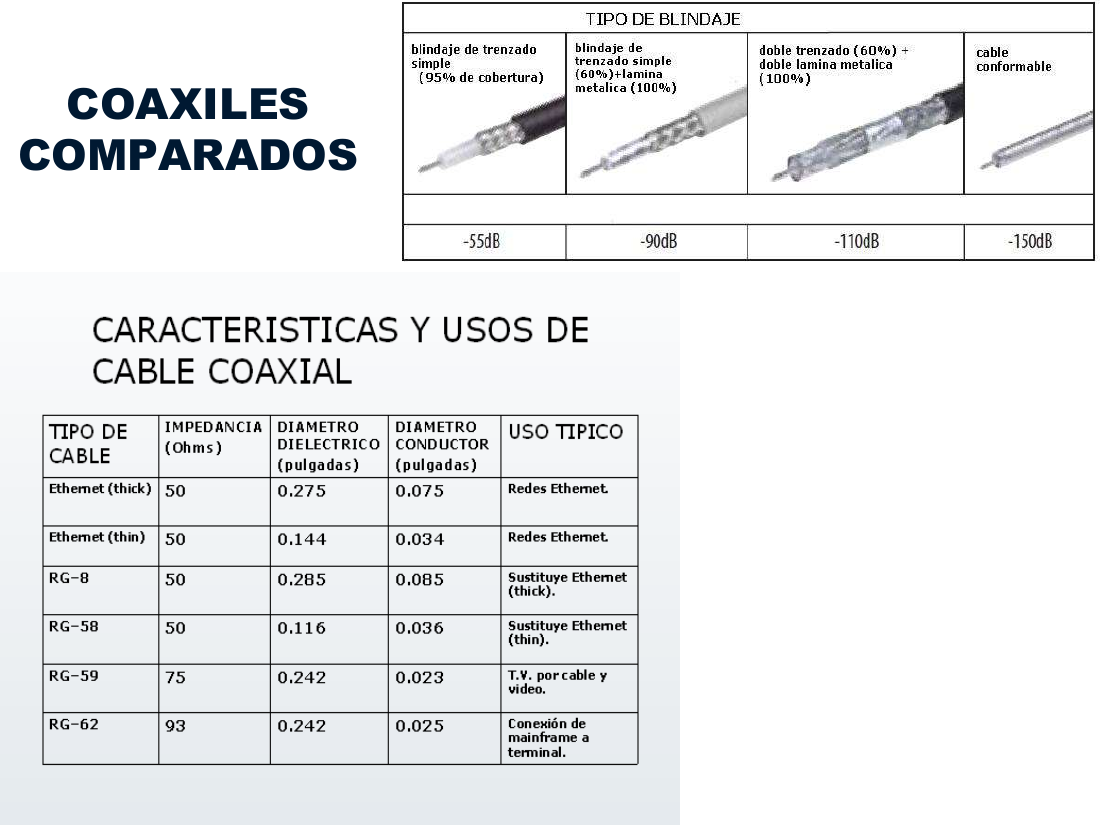 COAXILES
COMPARADOS
TIPO DE BLINDAJE
blindaje de trenzado
simple
(95% de cobertura)
blindaje de
trenzado simple
(60%)+lamina
metalica (100%)
doble trenzado (60%) +
doble lamina metalica
(100%)
cable
conformable
-55dB
-90dB
-110dB
-150dB
CARACTERISTICAS Y USOS DE
CABLE COAXIAL
TIPO DE
CABLE
IMPEDANCIA
(Ohms)
DIAMETRO
DIELECTRICO
(pulgadas)
DIAMETRO
CONDUCTOR
(pulgadas)
USO TIPICO
Ethernet (thick) 50 0.275 0.075 Redes Ethernet.
Ethernet (thin) 50 0.144 0.034 Redes Ethernet.
RG-8 50 0.285 0.085 Sustituye Ethernet
(thick).
RG-58 50 0.116 0.036 Sustituye Ethernet
(thin).
RG-59 75 0.242 0.023 T.V. por cable y
video.
RG-62 93 0.242 0.025 Conexión de
mainframe a
terminal.